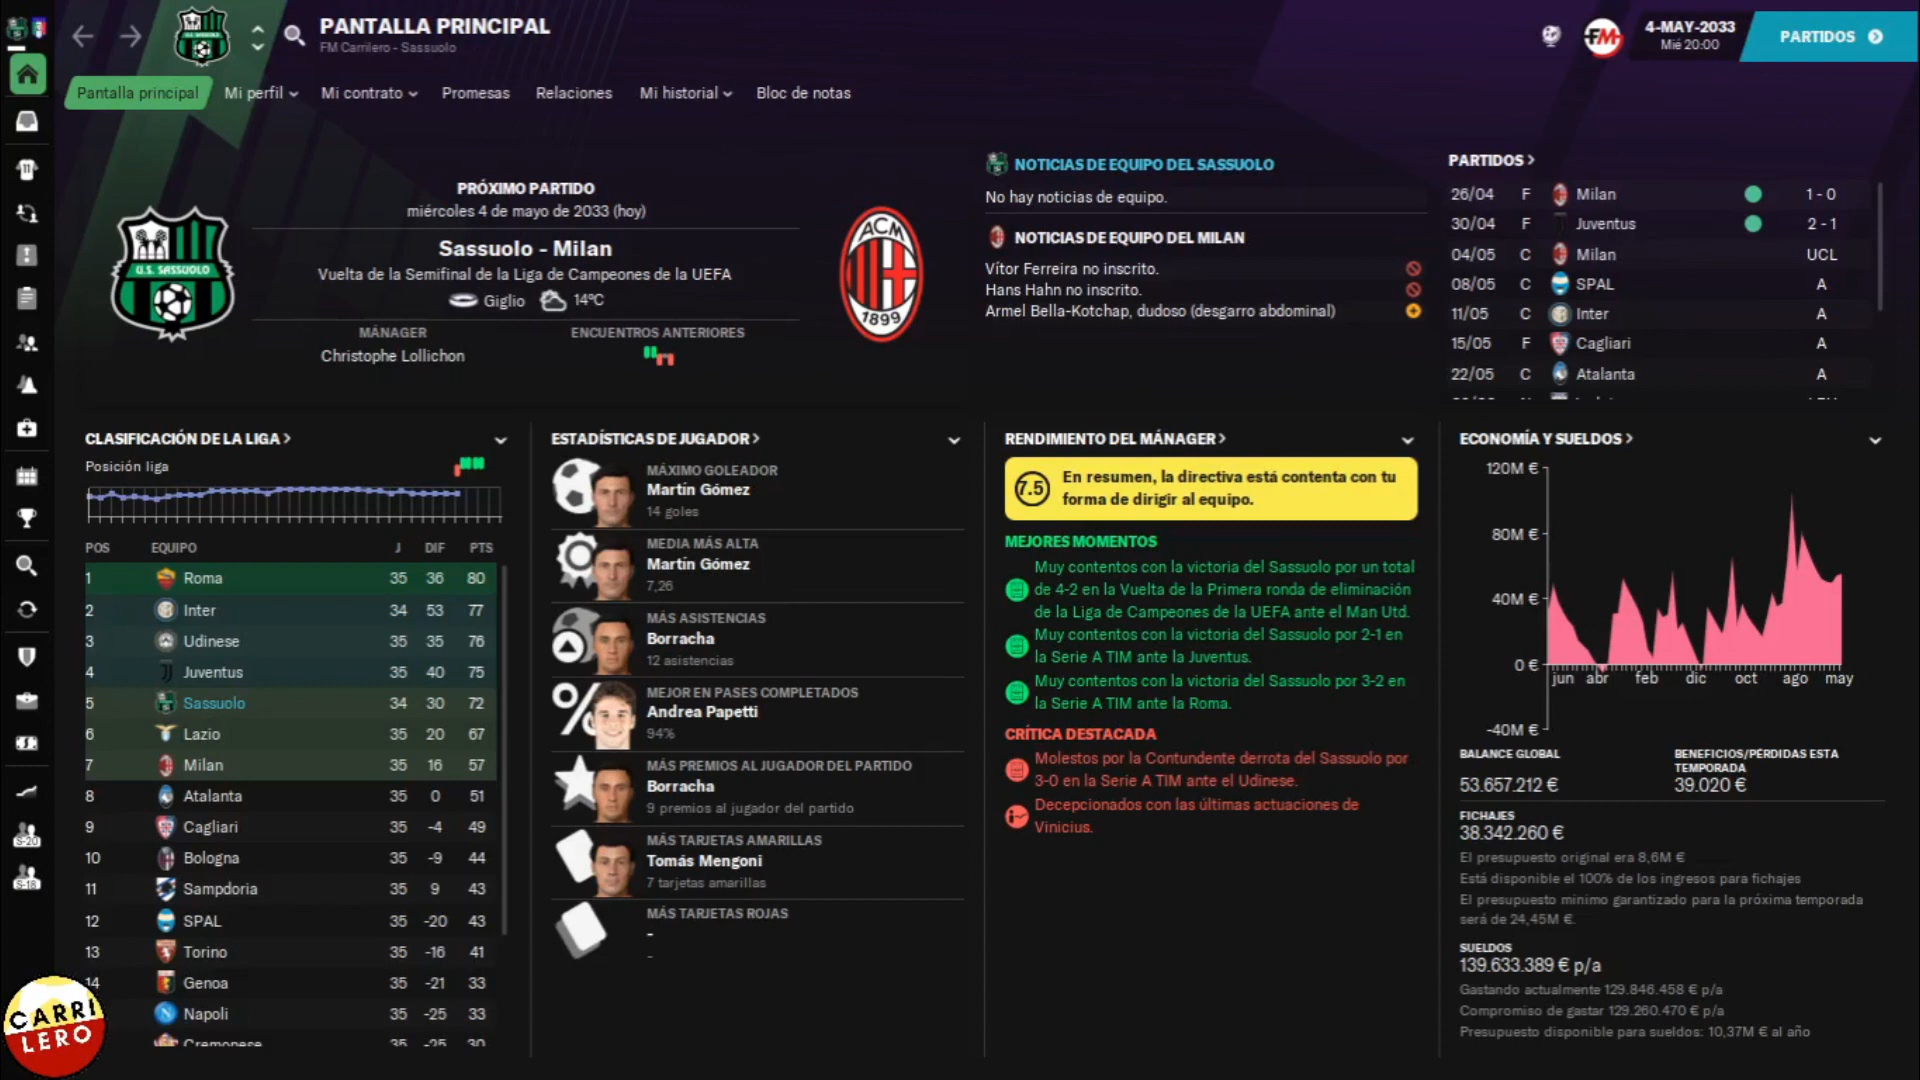 PANTALLA PRINCIPAL
FM Carrilero - Sassuolo
4-MAY-2033
Mié 20:00
PARTIDOS
Pantalla principal
Mi perfil
Mi contrato
Promesas
Relaciones
Mi historial
Bloc de notas
PRÓXIMO PARTIDO
miércoles 4 de mayo de 2033 (hoy)
Sassuolo - Milan
Vuelta de la Semifinal de la Liga de Campeones de la UEFA
Giglio 14ºC
MÁNAGER
Christophe Lollichon
ENCUENTROS ANTERIORES
U.S. SASSUOLO
ACM
1899
NOTICIAS DE EQUIPO DEL SASSUOLO
No hay noticias de equipo.
NOTICIAS DE EQUIPO DEL MILAN
Vítor Ferreira no inscrito.
Hans Hahn no inscrito.
Armel Bella-Kotchap, dudoso (desgarro abdominal)
PARTIDOS
26/04 F Milan 1 - 0
30/04 F Juventus 2 - 1
04/05 C Milan UCL
08/05 C SPAL A
11/05 C Inter A
15/05 F Cagliari A
22/05 C Atalanta A
CLASIFICACIÓN DE LA LIGA
Posición liga
POS EQUIPO J DIF PTS
1 Roma 35 36 80
2 Inter 34 53 77
3 Udinese 35 35 76
4 Juventus 35 40 75
5 Sassuolo 34 30 72
6 Lazio 35 20 67
7 Milan 35 16 57
8 Atalanta 35 0 51
9 Cagliari 35 -4 49
10 Bologna 35 -9 44
11 Sampdoria 35 9 43
12 SPAL 35 -20 43
13 Torino 35 -16 41
14 Genoa 35 -21 33
Napoli 35 -25 33
Cremonese 35 -25 30
ESTADÍSTICAS DE JUGADOR
MÁXIMO GOLEADOR
Martín Gómez
14 goles
MEDIA MÁS ALTA
Martín Gómez
7,26
MÁS ASISTENCIAS
Borracha
12 asistencias
MEJOR EN PASES COMPLETADOS
Andrea Papetti
94%
MÁS PREMIOS AL JUGADOR DEL PARTIDO
Borracha
9 premios al jugador del partido
MÁS TARJETAS AMARILLAS
Tomás Mengoni
7 tarjetas amarillas
MÁS TARJETAS ROJAS
-
-
RENDIMIENTO DEL MÁNAGER
7.5
En resumen, la directiva está contenta con tu
forma de dirigir al equipo.
MEJORES MOMENTOS
Muy contentos con la victoria del Sassuolo por un total
de 4-2 en la Vuelta de la Primera ronda de eliminación
de la Liga de Campeones de la UEFA ante el Man Utd.
Muy contentos con la victoria del Sassuolo por 2-1 en
la Serie A TIM ante la Juventus.
Muy contentos con la victoria del Sassuolo por 3-2 en
la Serie A TIM ante la Roma.
CRÍTICA DESTACADA
Molestos por la Contundente derrota del Sassuolo por
3-0 en la Serie A TIM ante el Udinese.
Decepcionados con las últimas actuaciones de
Vinicius.
ECONOMÍA Y SUELDOS
120M €
80M €
40M €
0 €
-40M €
jun abr feb dic oct ago may
BALANCE GLOBAL
53.657.212 €
BENEFICIOS/PÉRDIDAS ESTA
TEMPORADA
39.020 €
FICHAJES
38.342.260 €
El presupuesto original era 8,6M €
Está disponible el 100% de los ingresos para fichajes
El presupuesto mínimo garantizado para la próxima temporada
será de 24,45M €.
SUELDOS
139.633.389 € p/a
Gastando actualmente 129.846.458 € p/a
Compromiso de gastar 129.260.470 € p/a
Presupuesto disponible para sueldos: 10,37M € al año
S-20
S-18
CARRI
LERO
FM